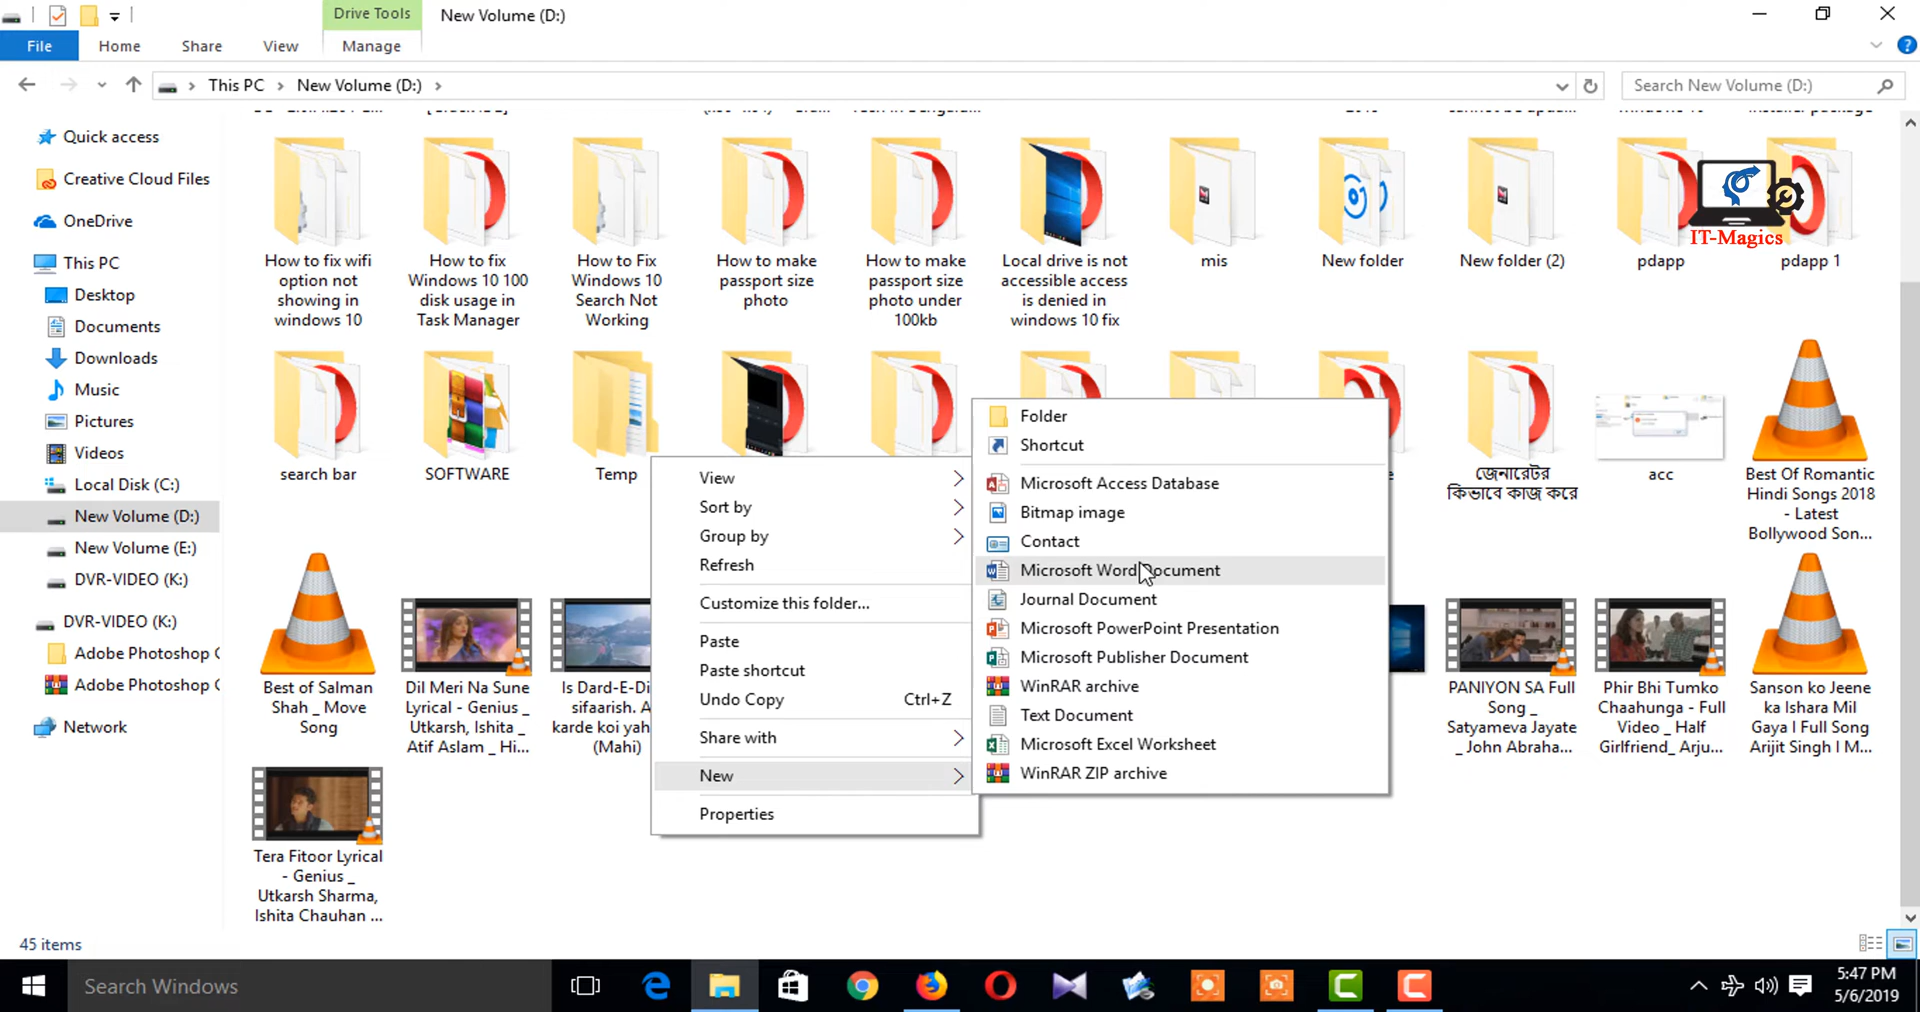 Drive Tools
New Volume (D:)
File
Home
Share
View
Manage
This PC
New Volume (D:)
Search New Volume (D:)
Quick access
Creative Cloud Files
OneDrive
This PC
Desktop
Documents
Downloads
Music
Pictures
Videos
Local Disk (C:)
New Volume (D:)
New Volume (E:)
DVR-VIDEO (K:)
DVR-VIDEO (K:)
Adobe Photoshop C
Adobe Photoshop C
Network
How to fix wifi
option not
showing in
windows 10
How to fix
Windows 10 100
disk usage in
Task Manager
How to Fix
Windows 10
Search Not
Working
How to make
passport size
photo
How to make
passport size
photo under
100kb
Local drive is not
accessible access
is denied in
windows 10 fix
mis
New folder
New folder (2)
pdapp
pdapp 1
IT-Magics
search bar
SOFTWARE
Temp
জেনারেটর
কিভাবে কাজ করে
acc
Best Of Romantic
Hindi Songs 2018
- Latest
Bollywood Son...
Best of Salman
Shah _ Move
Song
Dil Meri Na Sune
Lyrical - Genius _
Utkarsh, Ishita _
Atif Aslam _ Hi...
Is Dard-E-Di
sifaarish. A
karde koi yah
(Mahi)
PANIYON SA Full
Song _
Satyameva Jayate
_ John Abraha...
Phir Bhi Tumko
Chaahunga - Full
Video _ Half
Girlfriend_ Arju...
Sanson ko Jeene
ka Ishara Mil
Gaya l Full Song
Arijit Singh l M...
Tera Fitoor Lyrical
- Genius _
Utkarsh Sharma,
Ishita Chauhan ...
View
Sort by
Group by
Refresh
Customize this folder...
Paste
Paste shortcut
Undo Copy Ctrl+Z
Share with
New
Properties
Folder
Shortcut
Microsoft Access Database
Bitmap image
Contact
Microsoft Word Document
Journal Document
Microsoft PowerPoint Presentation
Microsoft Publisher Document
WinRAR archive
Text Document
Microsoft Excel Worksheet
WinRAR ZIP archive
45 items
Search Windows
5:47 PM
5/6/2019